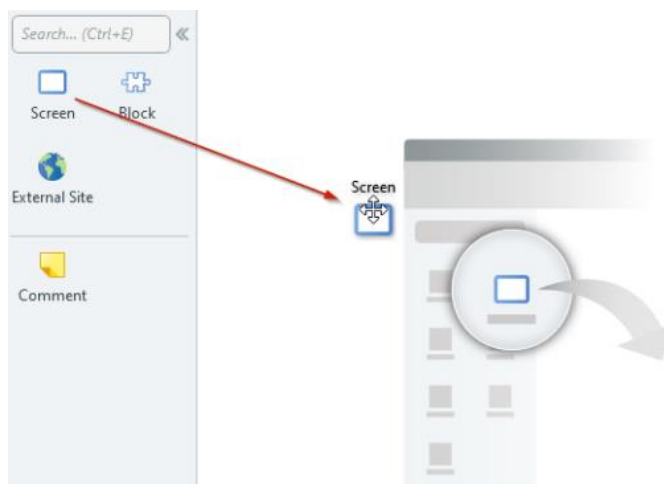 Search... (Ctrl+E)
Screen
Block
External Site
Comment
Screen